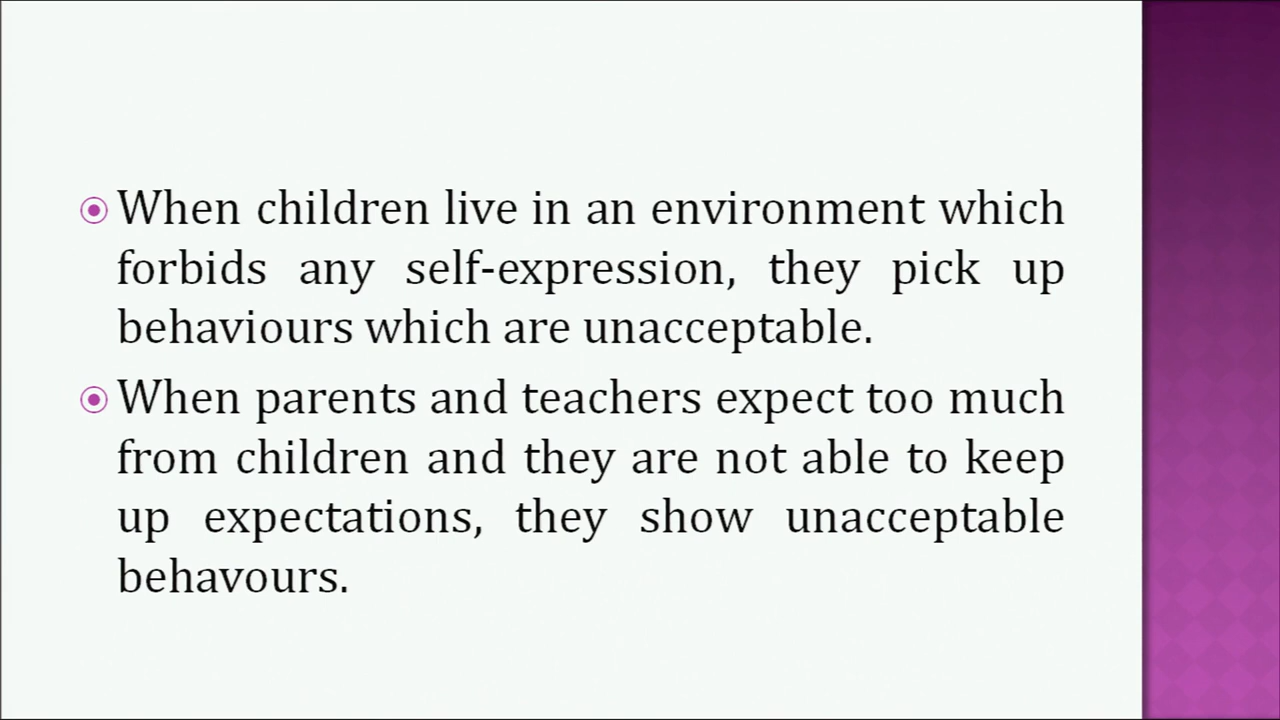 When children live in an environment which
forbids any self-expression, they pick up
behaviours which are unacceptable.
When parents and teachers expect too much
from children and they are not able to keep
up expectations, they show unacceptable
behavours.